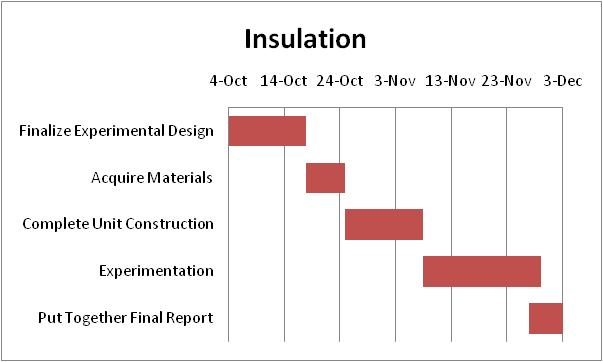 Insulation
4-Oct 14-Oct 24-Oct 3-Nov 13-Nov 23-Nov 3-Dec
Finalize Experimental Design
Acquire Materials
Complete Unit Construction
Experimentation
Put Together Final Report